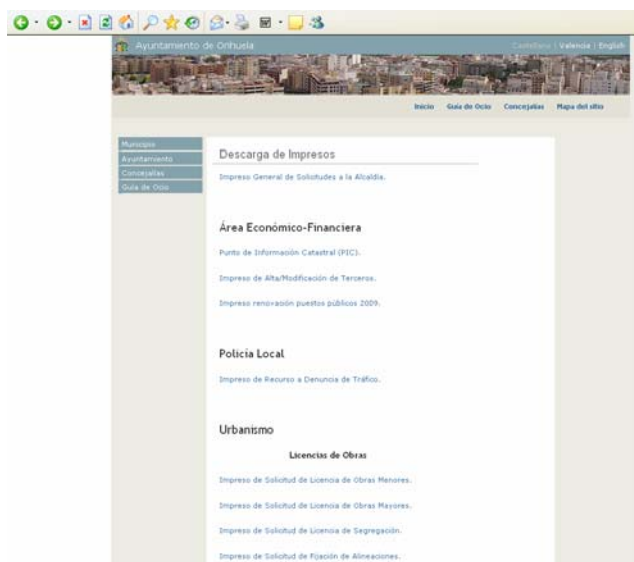 Ayuntamiento de Orihuela
Castellano | Valencia | English
Inicio Guía de Ocio Concejalías Mapa del sitio
Municipio
Ayuntamiento
Concejalías
Guía de Ocio
Descarga de Impresos
Impreso General de Solicitudes a la Alcaldía.
Área Económico-Financiera
Punto de Información Catastral (PIC).
Impreso de Alta/Modificación de Terceros.
Impreso renovación puestos públicos 2009.
Policía Local
Impreso de Recurso a Denuncia de Tráfico.
Urbanismo
Licencias de Obras
Impreso de Solicitud de Licencia de Obras Menores.
Impreso de Solicitud de Licencia de Obras Mayores.
Impreso de Solicitud de Licencia de Segregación.
Impreso de Solicitud de Fijación de Alineaciones.